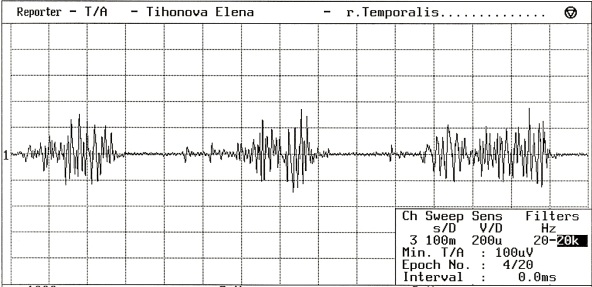 Reporter - T/A - Tihonova Elena - r.Temporalis..............
1
Ch Sweep Sens Filters
s/D V/D Hz
3 100m 200u 20-20k
Min. T/A : 100uV
Epoch No. : 4/20
Interval : 0.0ms